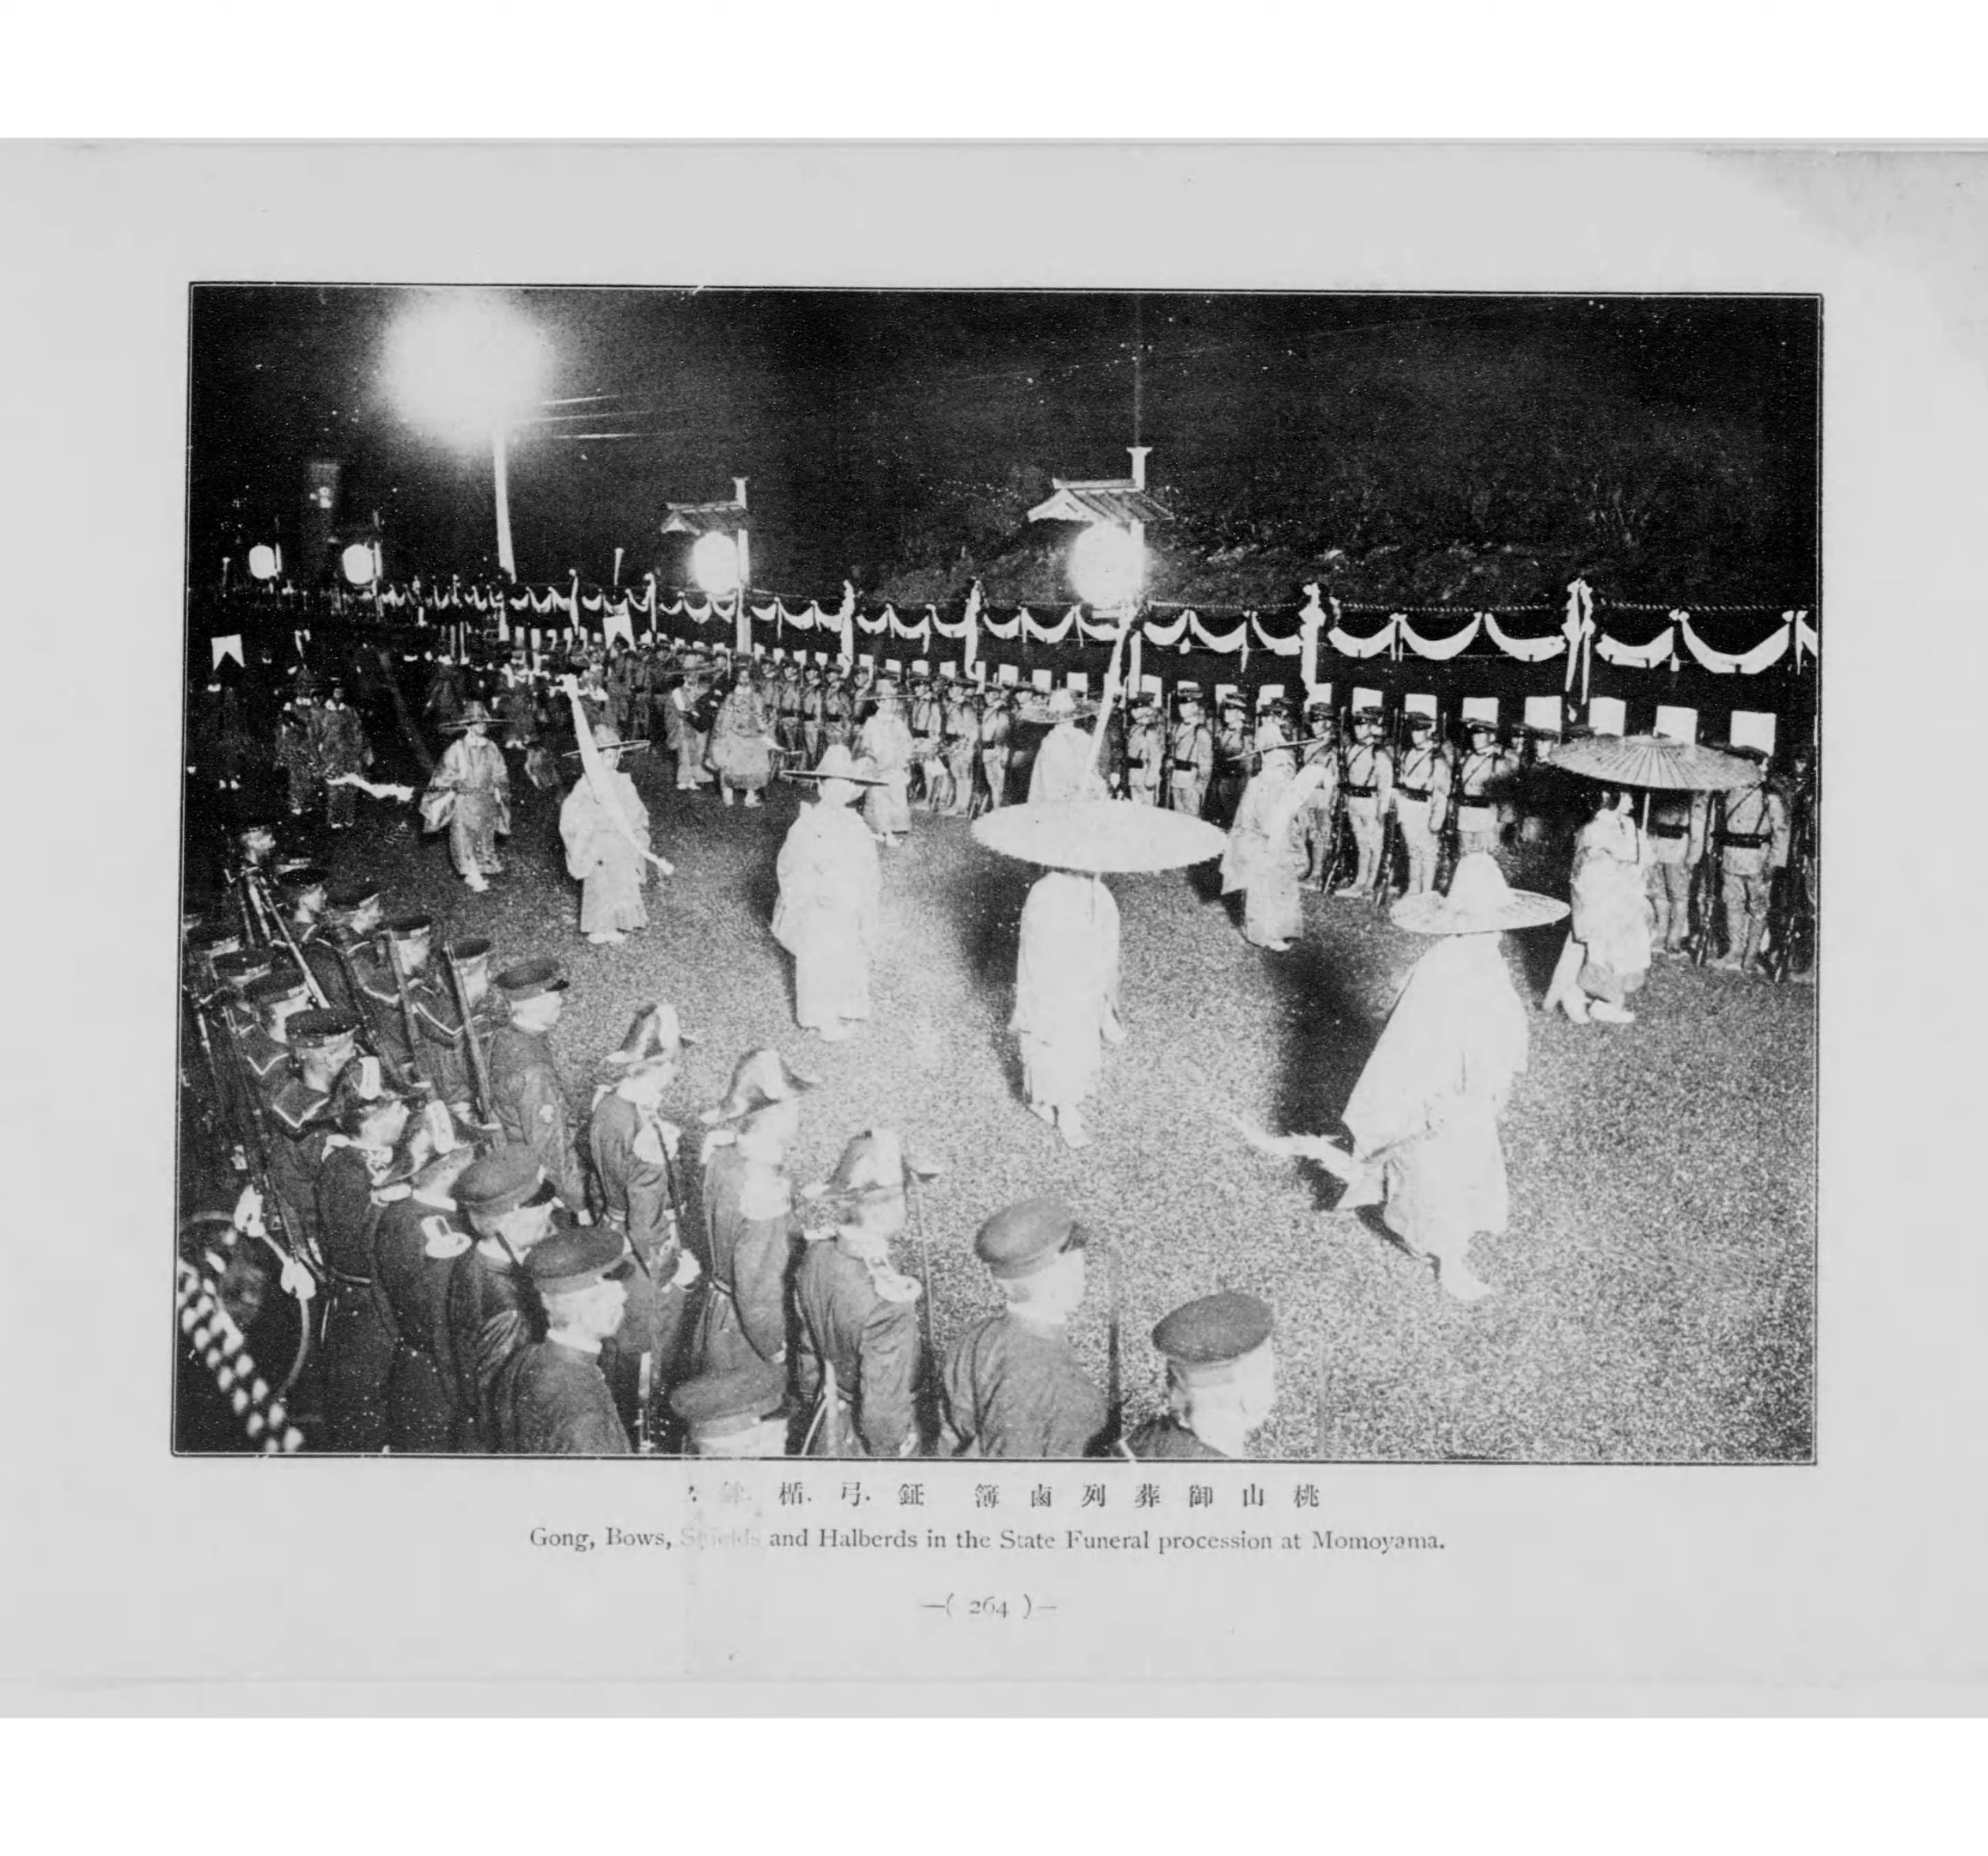 桃山御葬列鹵簿 鉦.弓.楯.鉾
Gong, Bows, Shields and Halberds in the State Funeral procession at Momoyama.
—( 264 )—